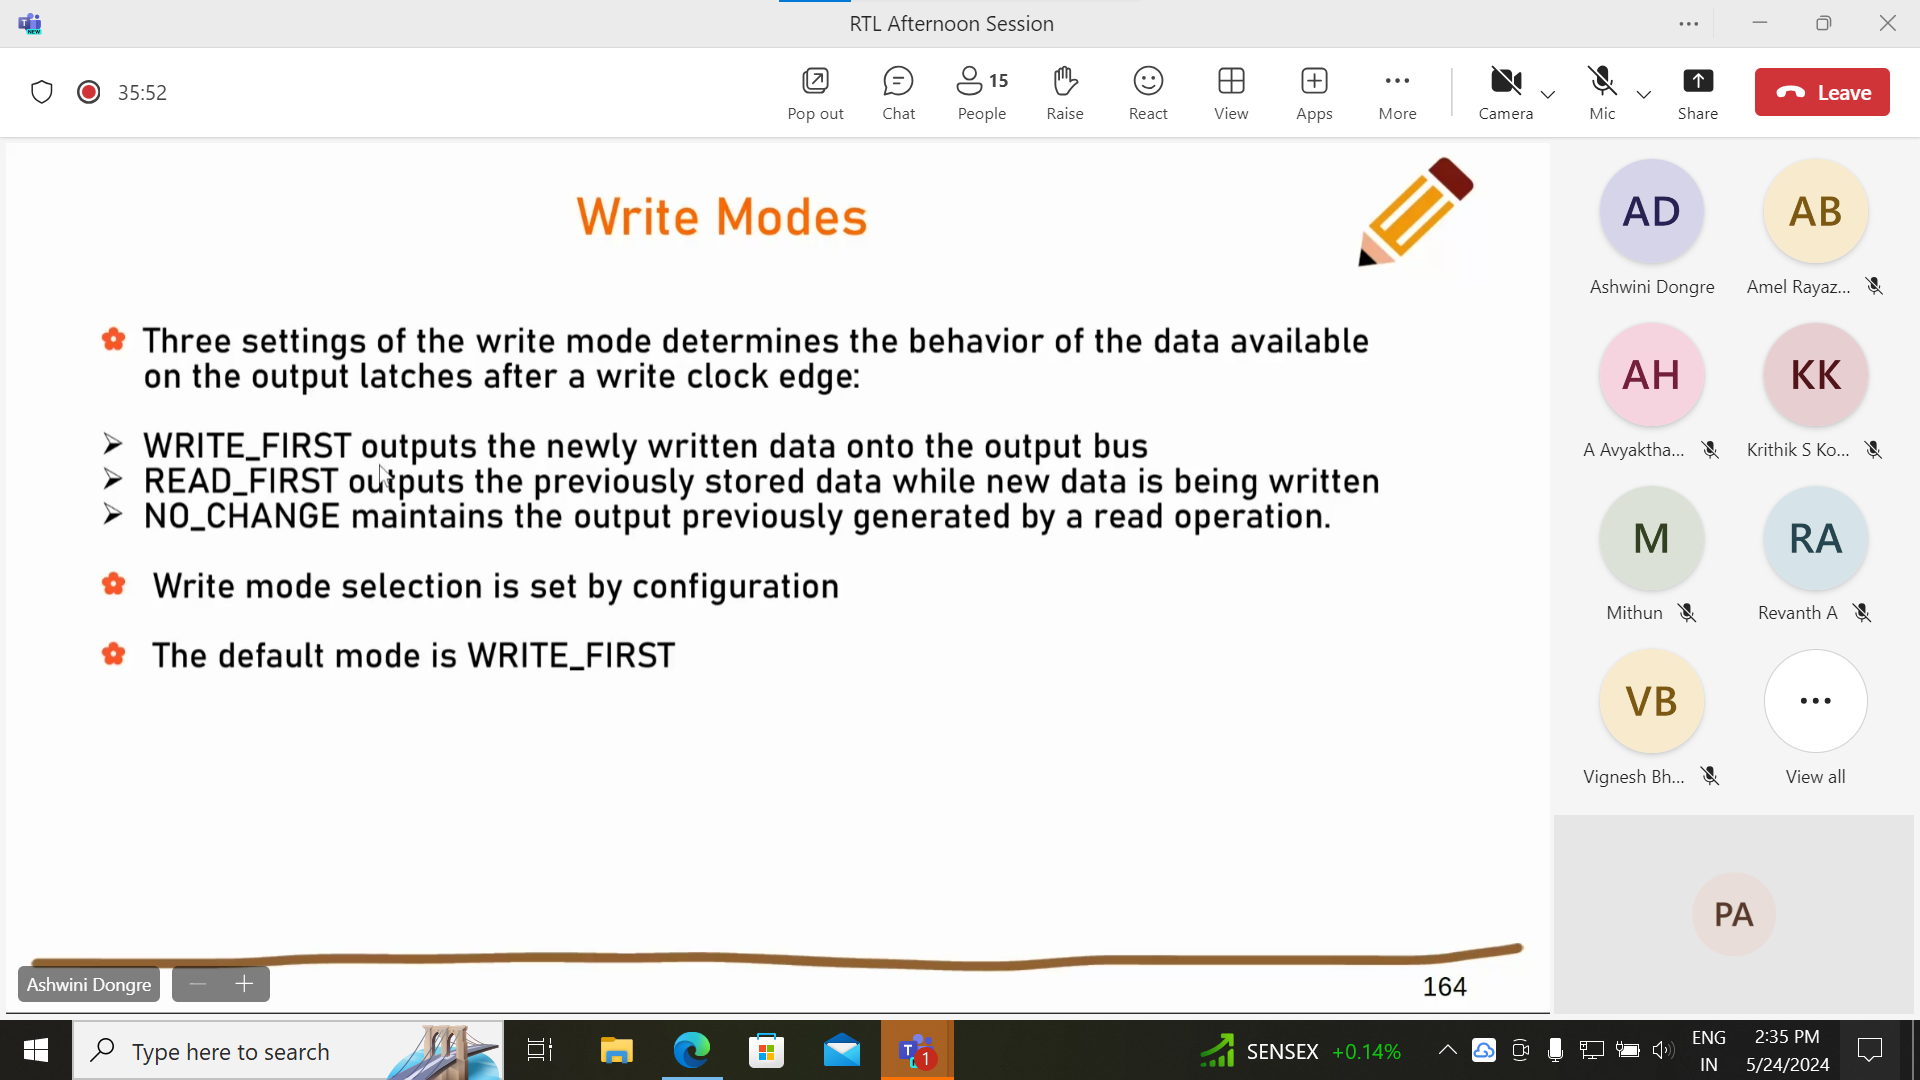 RTL Afternoon Session
35:52
Pop out
Chat
15
People
Raise
React
View
Apps
More
Camera
Mic
Share
Leave
Write Modes
Three settings of the write mode determines the behavior of the data available
on the output latches after a write clock edge:
WRITE_FIRST outputs the newly written data onto the output bus
READ_FIRST outputs the previously stored data while new data is being written
NO_CHANGE maintains the output previously generated by a read operation.
Write mode selection is set by configuration
The default mode is WRITE_FIRST
164
Ashwini Dongre
AD
Ashwini Dongre
AB
Amel Rayaz...
AH
A Avyaktha...
KK
Krithik S Ko...
M
Mithun
RA
Revanth A
VB
Vignesh Bh...
View all
PA
Type here to search
1
SENSEX +0.14%
ENG
IN
2:35 PM
5/24/2024
T
NEW